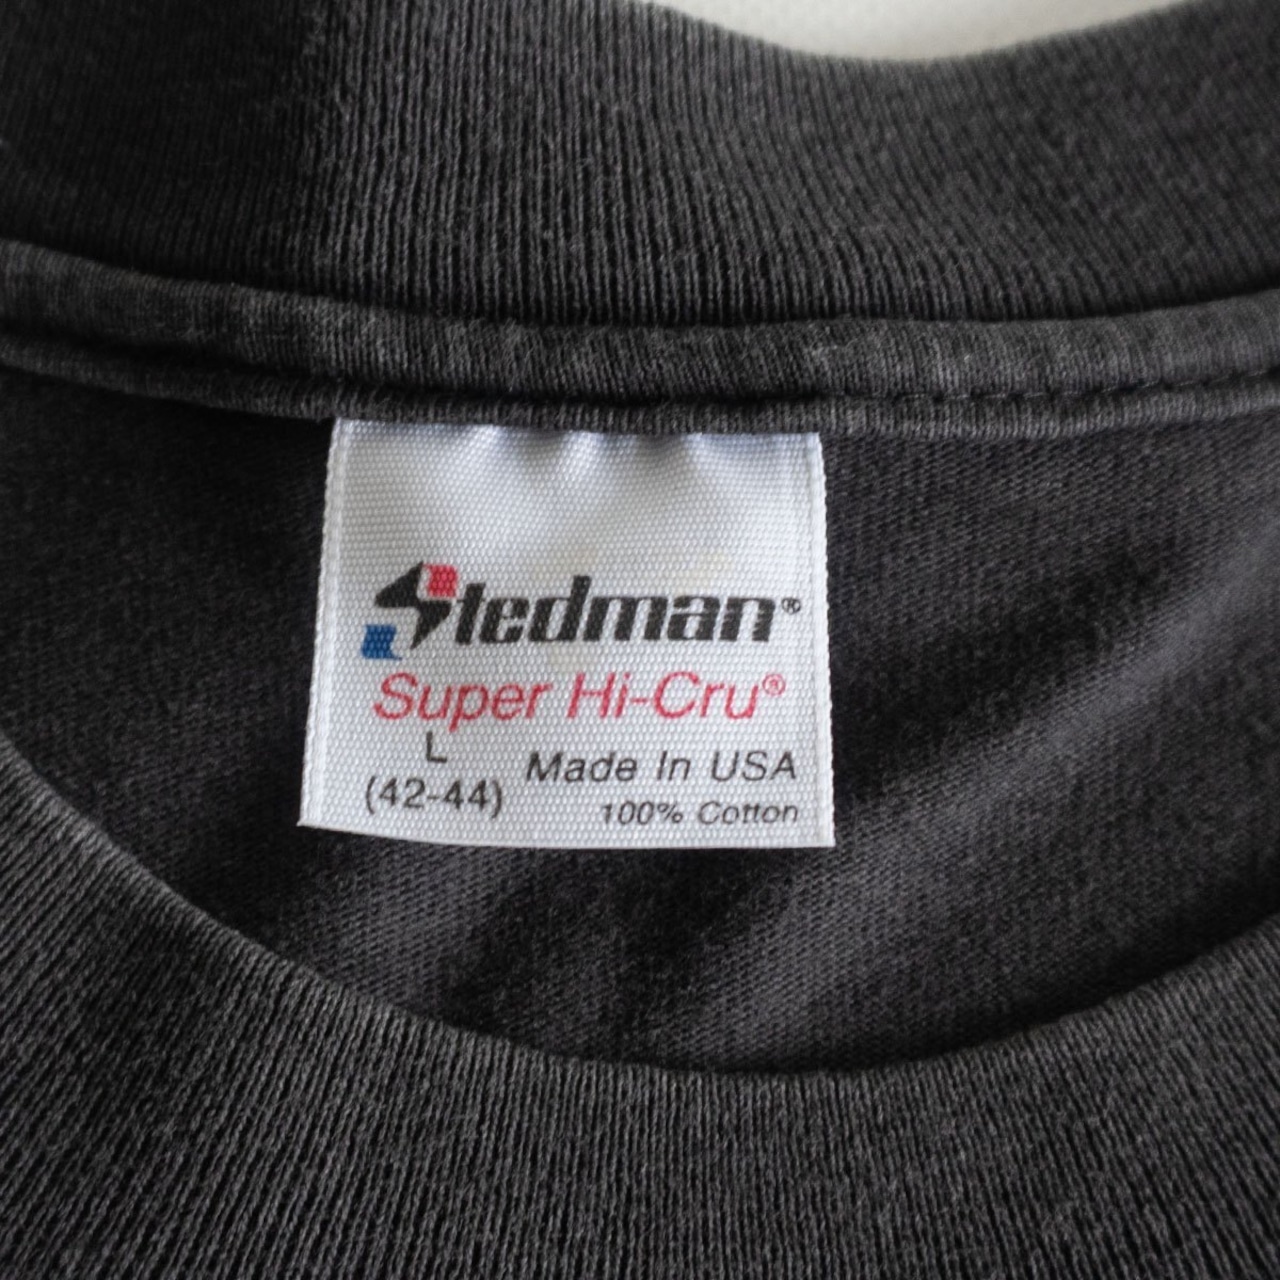 Stedman®
Super Hi-Cru®
L
(42-44)
Made In USA
100% Cotton